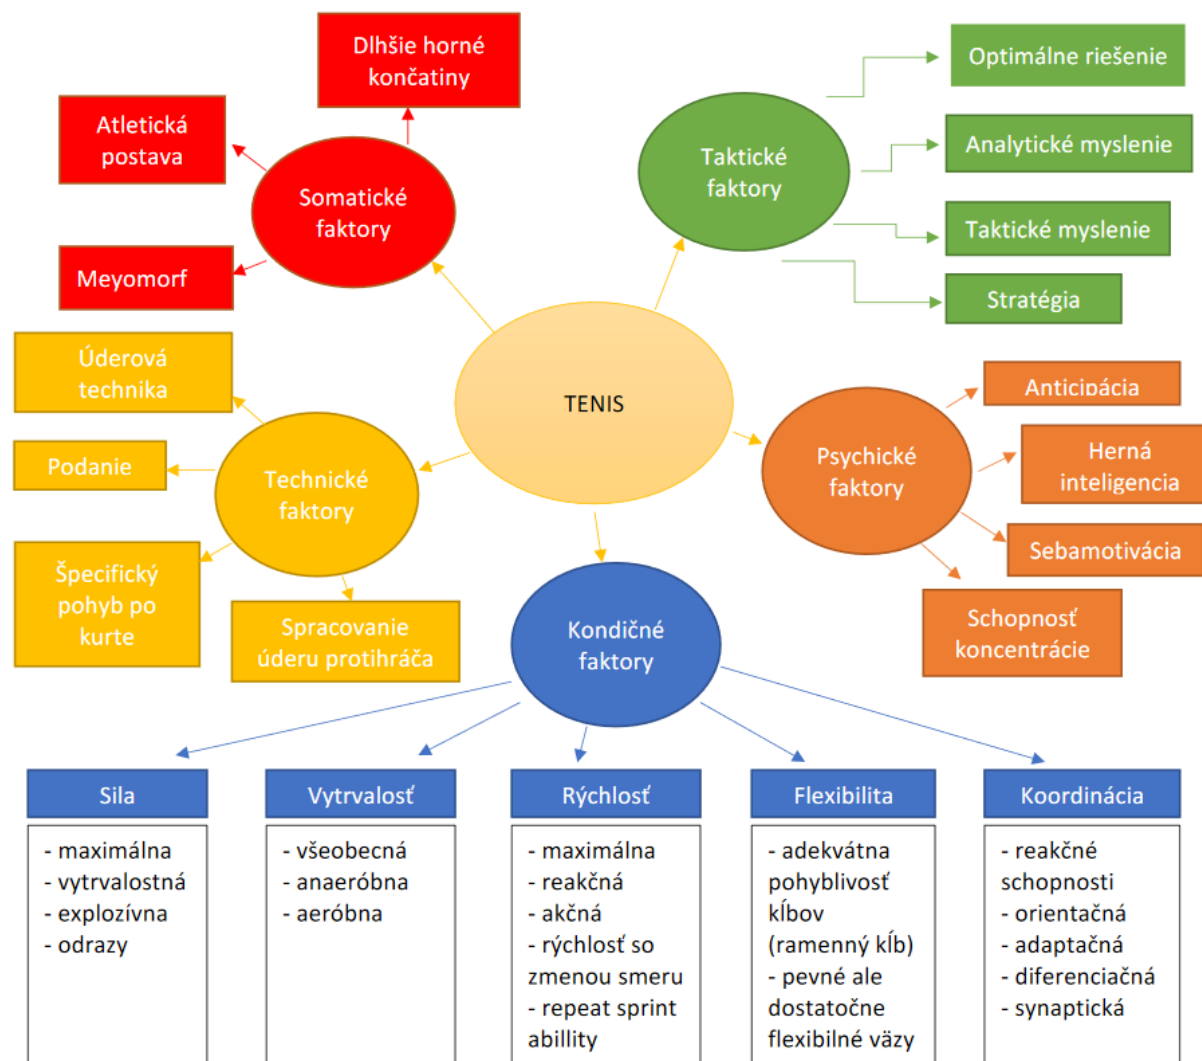 Dlhšie horné
končatiny
Atletická
postava
Somatické
faktory
Meyomorf
Taktické
faktory
Optimálne riešenie
Analytické myslenie
Taktické myslenie
Stratégia
TENIS
Úderová
technika
Podanie
Technické
faktory
Špecifický
pohyb po
kurte
Spracovanie
úderu protihráča
Psychické
faktory
Anticipácia
Herná
inteligencia
Sebamotivácia
Schopnosť
koncentrácie
Kondičné
faktory
Sila
- maximálna
- vytrvalostná
- explozívna
- odrazy
Vytrvalosť
- všeobecná
- anaeróbna
- aeróbna
Rýchlosť
- maximálna
- reakčná
- akčná
- rýchlosť so
zmenou smeru
- repeat sprint
abillity
Flexibilita
- adekvátna
pohyblivosť
kĺbov
(ramenný kĺb)
- pevné ale
dostatočne
flexibilné väzy
Koordinácia
- reakčné
schopnosti
- orientačná
- adaptačná
- diferenciačná
- synaptická